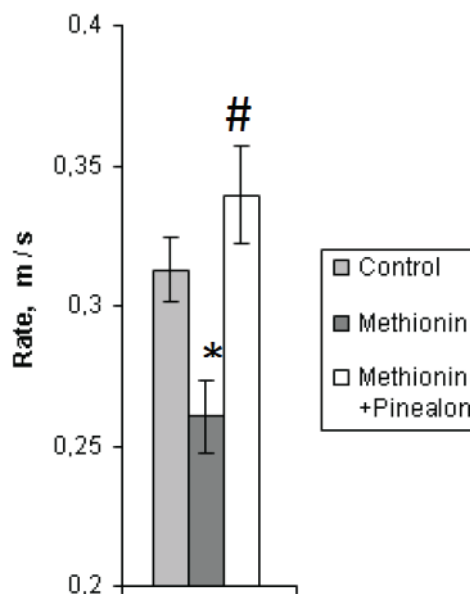 0,4
#
0,35
Rate, m/s
0,3
*
0,25
0,2
Control
Methionin
Methionin
+Pinealon